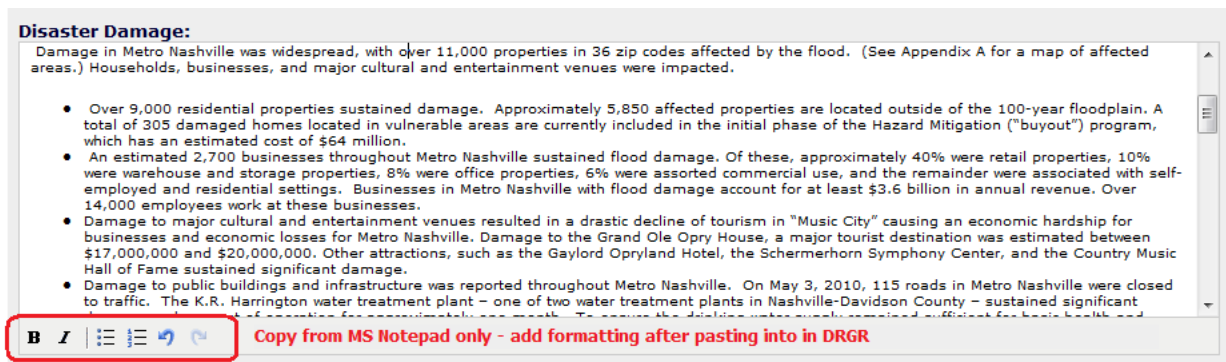 Disaster Damage:
Damage in Metro Nashville was widespread, with over 11,000 properties in 36 zip codes affected by the flood.  (See Appendix A for a map of affected
areas.) Households, businesses, and major cultural and entertainment venues were impacted.
• Over 9,000 residential properties sustained damage.  Approximately 5,850 affected properties are located outside of the 100-year floodplain. A
total of 305 damaged homes located in vulnerable areas are currently included in the initial phase of the Hazard Mitigation (“buyout”) program,
which has an estimated cost of $64 million.
• An estimated 2,700 businesses throughout Metro Nashville sustained flood damage. Of these, approximately 40% were retail properties, 10%
were warehouse and storage properties, 8% were office properties, 6% were assorted commercial use, and the remainder were associated with self-
employed and residential settings.  Businesses in Metro Nashville with flood damage account for at least $3.6 billion in annual revenue. Over
14,000 employees work at these businesses.
• Damage to major cultural and entertainment venues resulted in a drastic decline of tourism in “Music City” causing an economic hardship for
businesses and economic losses for Metro Nashville. Damage to the Grand Ole Opry House, a major tourist destination was estimated between
$17,000,000 and $20,000,000. Other attractions, such as the Gaylord Opryland Hotel, the Schermerhorn Symphony Center, and the Country Music
Hall of Fame sustained significant damage.
• Damage to public buildings and infrastructure was reported throughout Metro Nashville.  On May 3, 2010, 115 roads in Metro Nashville were closed
to traffic.  The K.R. Harrington water treatment plant – one of two water treatment plants in Nashville-Davidson County – sustained significant
B I Copy from MS Notepad only - add formatting after pasting into in DRGR